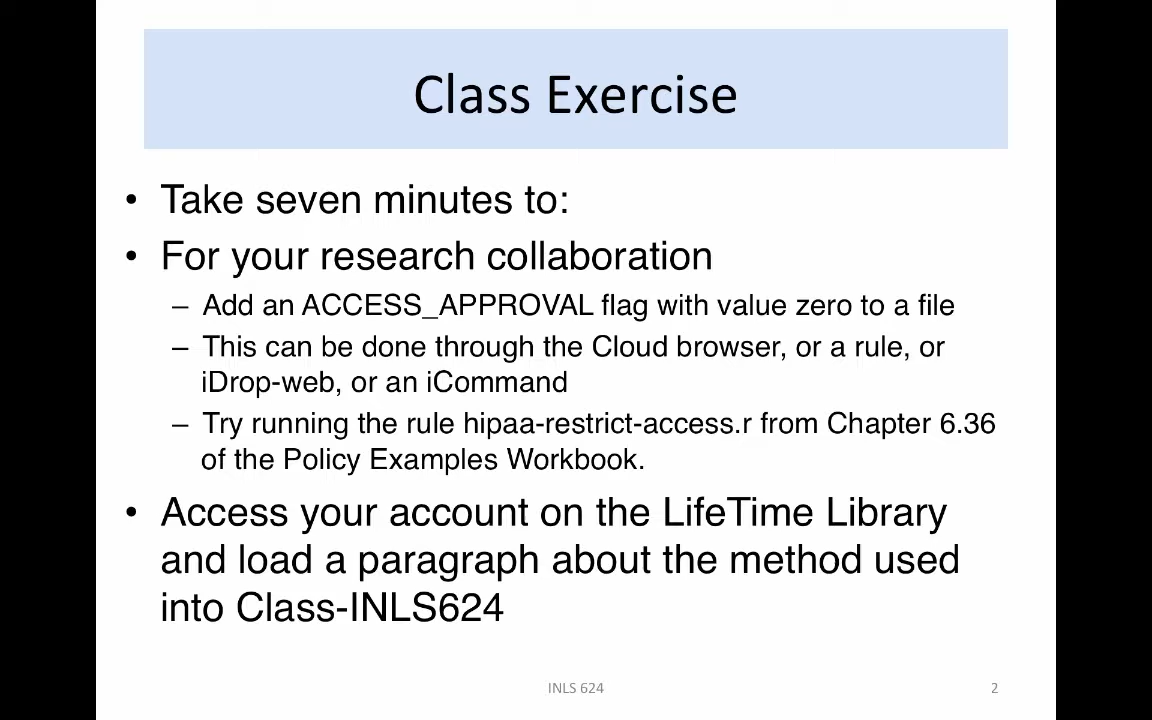 Class Exercise
• Take seven minutes to:
• For your research collaboration
– Add an ACCESS_APPROVAL flag with value zero to a file
– This can be done through the Cloud browser, or a rule, or
iDrop-web, or an iCommand
– Try running the rule hipaa-restrict-access.r from Chapter 6.36
of the Policy Examples Workbook.
• Access your account on the LifeTime Library
and load a paragraph about the method used
into Class-INLS624
INLS 624
2